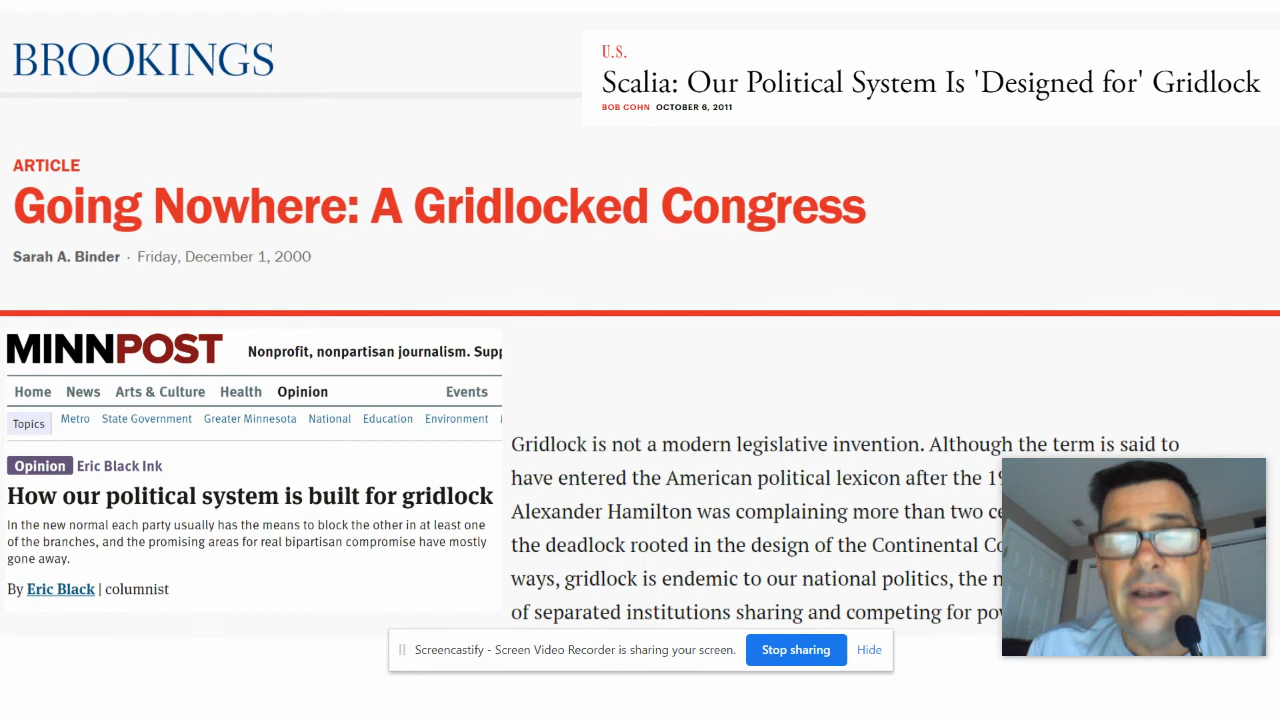 BROOKINGS
U.S.
Scalia: Our Political System Is 'Designed for' Gridlock
BOB COHN OCTOBER 6, 2011
ARTICLE
Going Nowhere: A Gridlocked Congress
Sarah A. Binder · Friday, December 1, 2000
MINNPOST Nonprofit, nonpartisan journalism. Supp
Home News Arts & Culture Health Opinion Events
Topics Metro State Government Greater Minnesota National Education Environment
Opinion Eric Black Ink
How our political system is built for gridlock
In the new normal each party usually has the means to block the other in at least one
of the branches, and the promising areas for real bipartisan compromise have mostly
gone away.
By Eric Black | columnist
Gridlock is not a modern legislative invention. Although the term is said to
have entered the American political lexicon after the 19
Alexander Hamilton was complaining more than two ce
the deadlock rooted in the design of the Continental Co
ways, gridlock is endemic to our national politics, the n
of separated institutions sharing and competing for po
Screencastify - Screen Video Recorder is sharing your screen. Stop sharing Hide